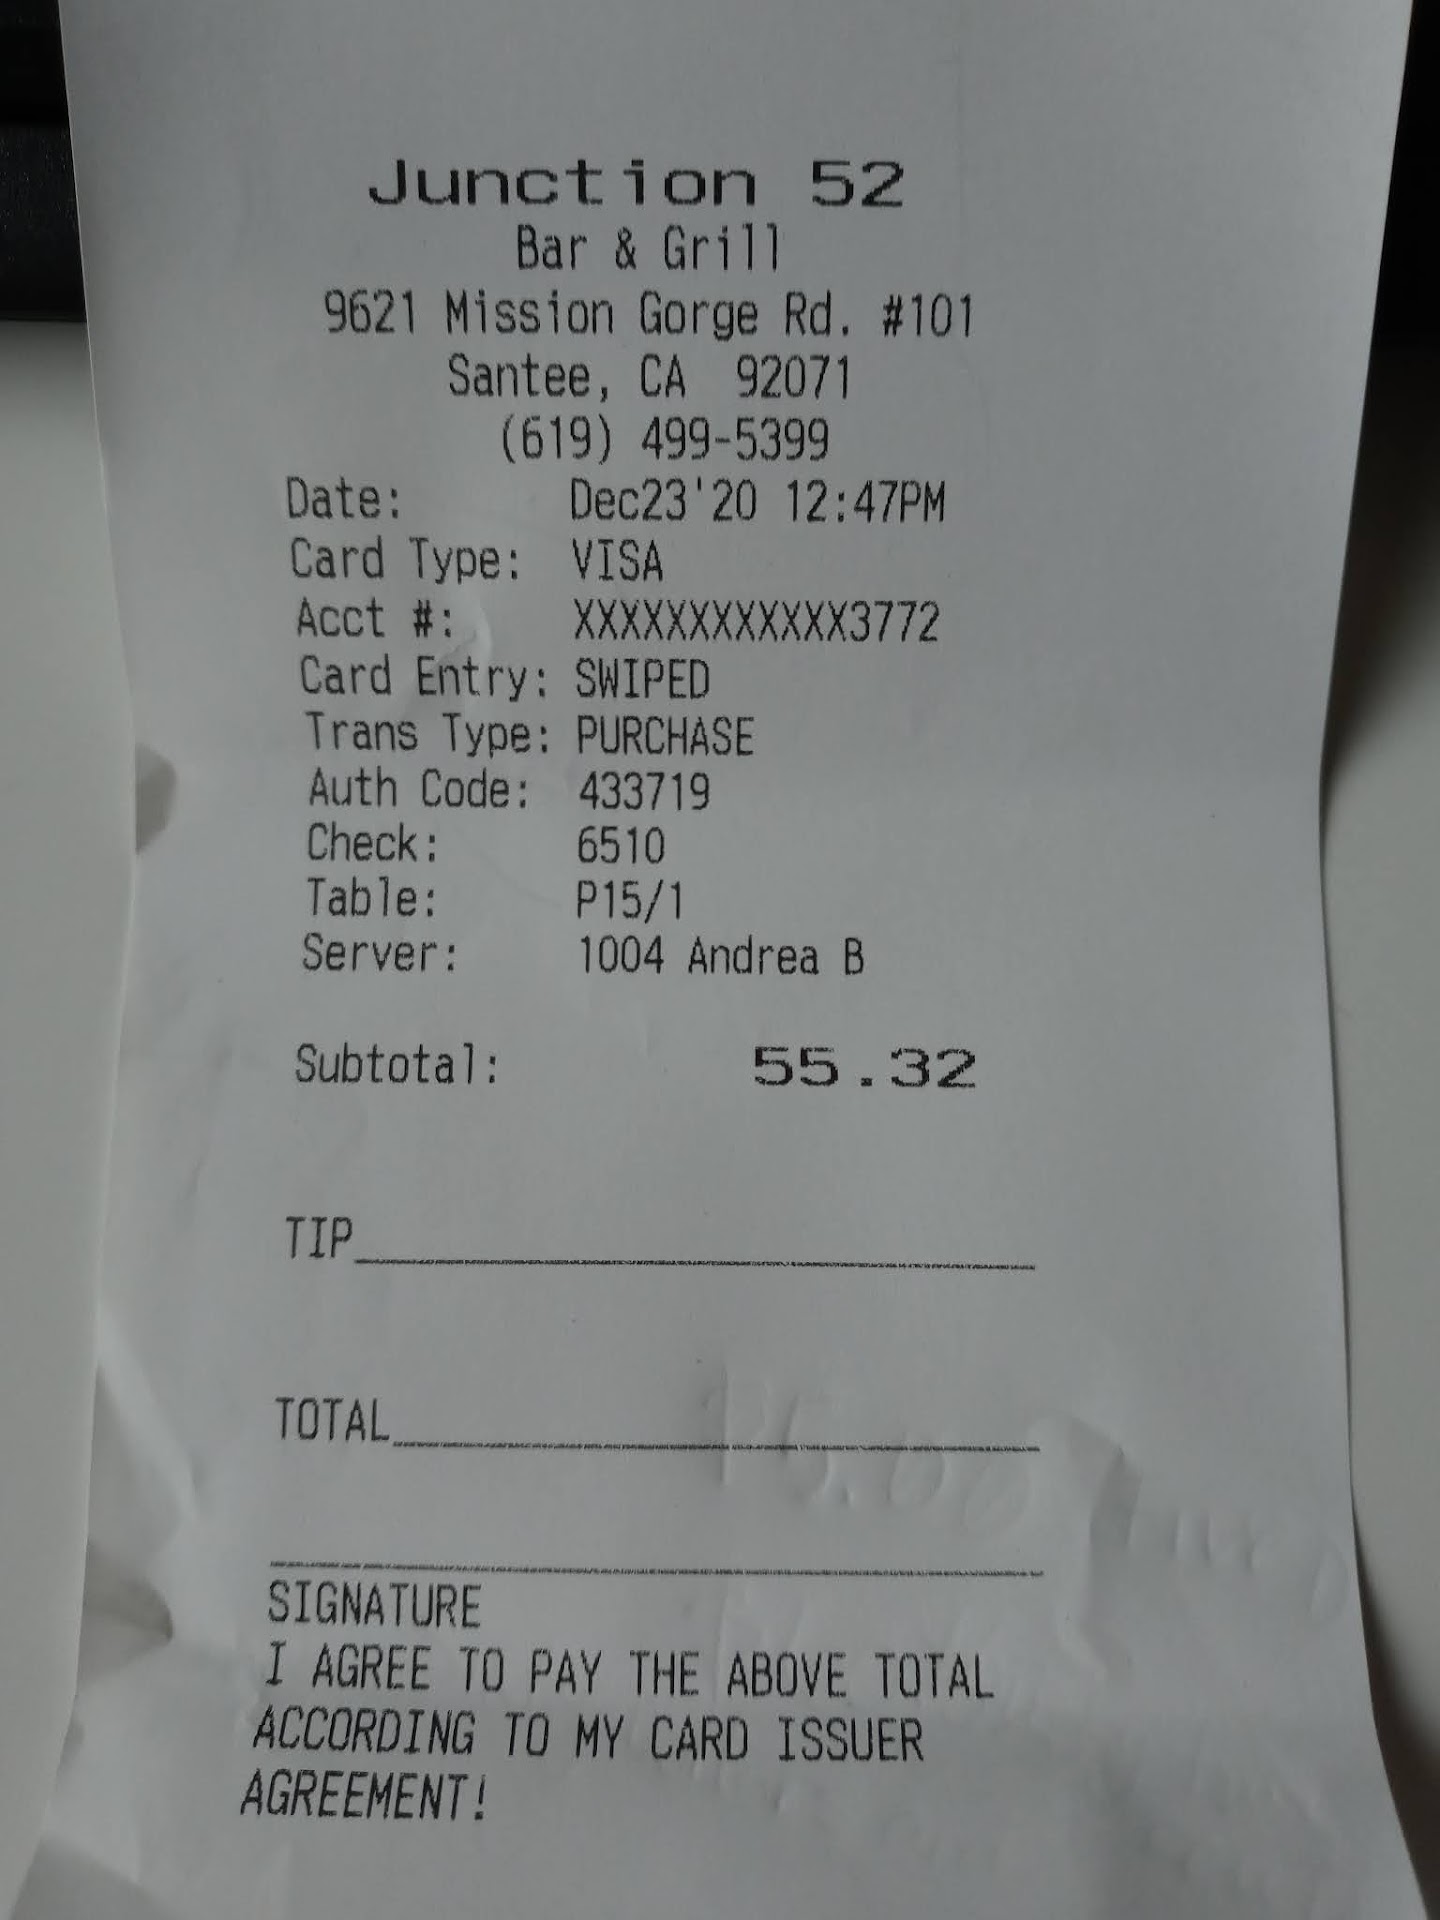 Junction 52
Bar & Grill
9621 Mission Gorge Rd. #101
Santee, CA 92071
(619) 499-5399
Date: Dec23'20 12:47PM
Card Type: VISA
Acct #: XXXXXXXXXXXX3772
Card Entry: SWIPED
Trans Type: PURCHASE
Auth Code: 433719
Check: 6510
Table: P15/1
Server: 1004 Andrea B
Subtotal: 55.32
TIP
TOTAL
SIGNATURE
I AGREE TO PAY THE ABOVE TOTAL
ACCORDING TO MY CARD ISSUER
AGREEMENT!